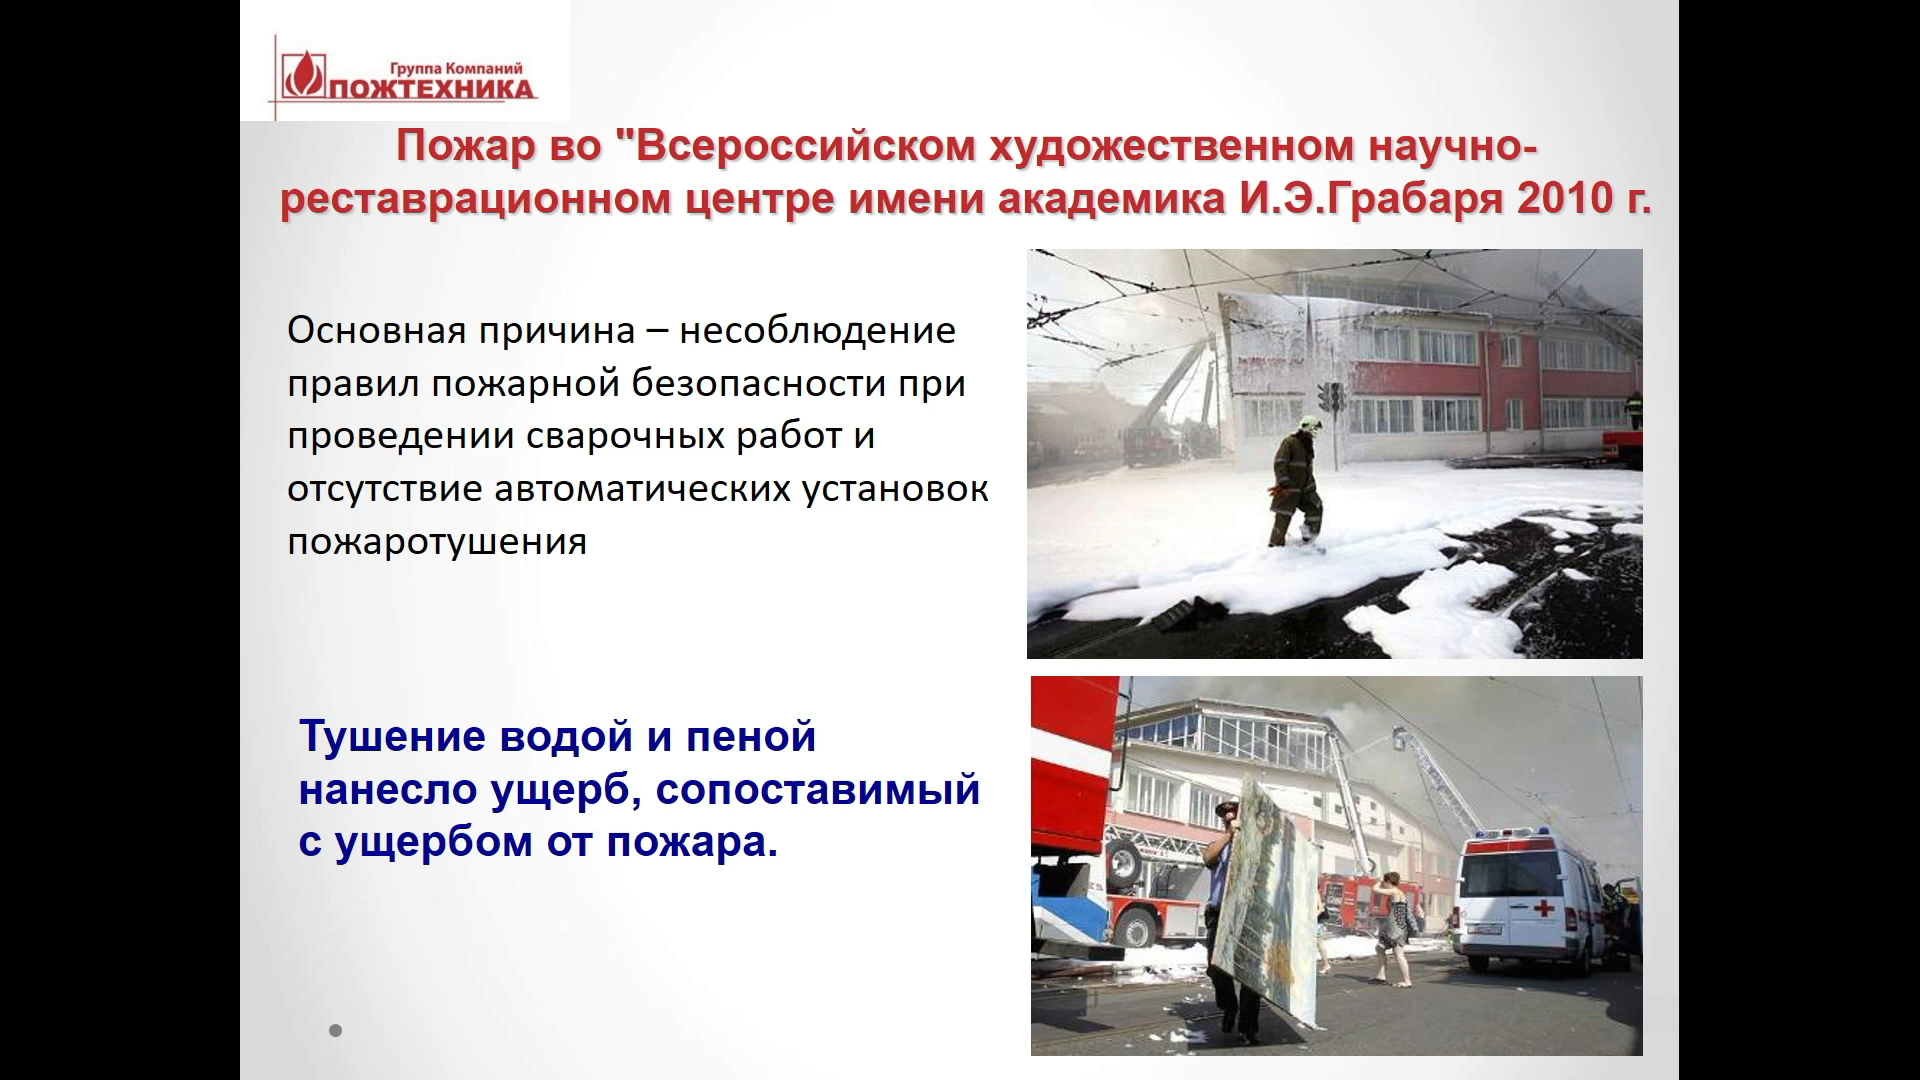 Группа Компаний
ПОЖТЕХНИКА
Пожар во "Всероссийском художественном научно-
реставрационном центре имени академика И.Э.Грабаря 2010 г.
Основная причина – несоблюдение
правил пожарной безопасности при
проведении сварочных работ и
отсутствие автоматических установок
пожаротушения
Тушение водой и пеной
нанесло ущерб, сопоставимый
с ущербом от пожара.